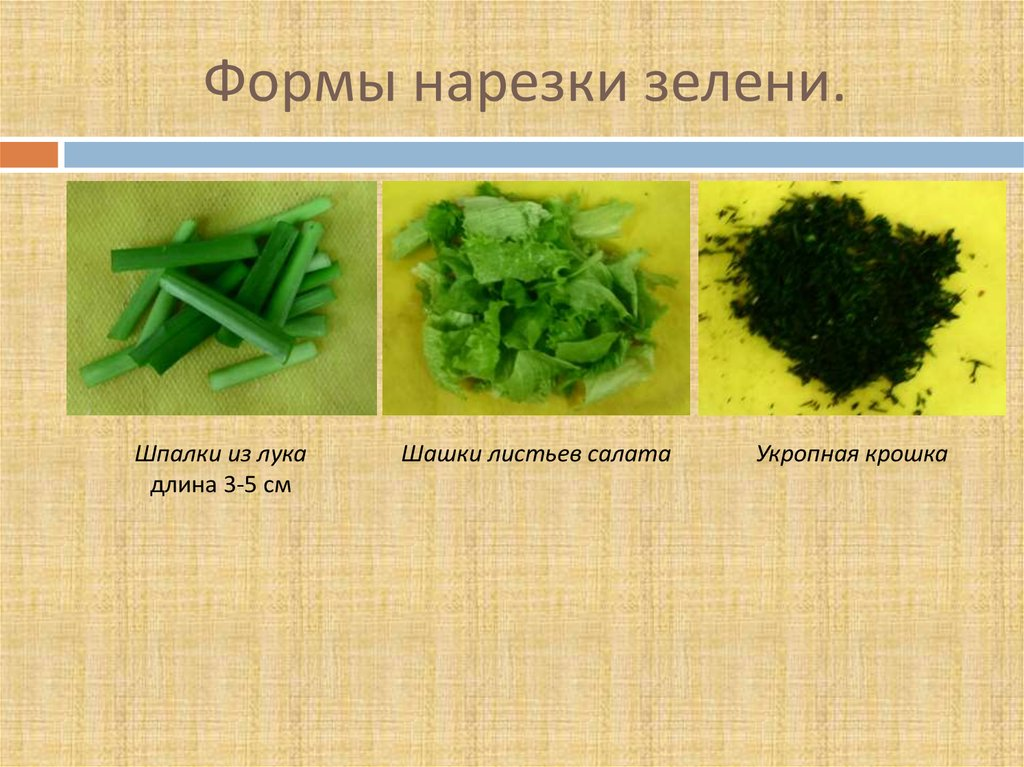 Формы нарезки зелени.
Шпалки из лука
длина 3-5 см
Шашки листьев салата
Укропная крошка